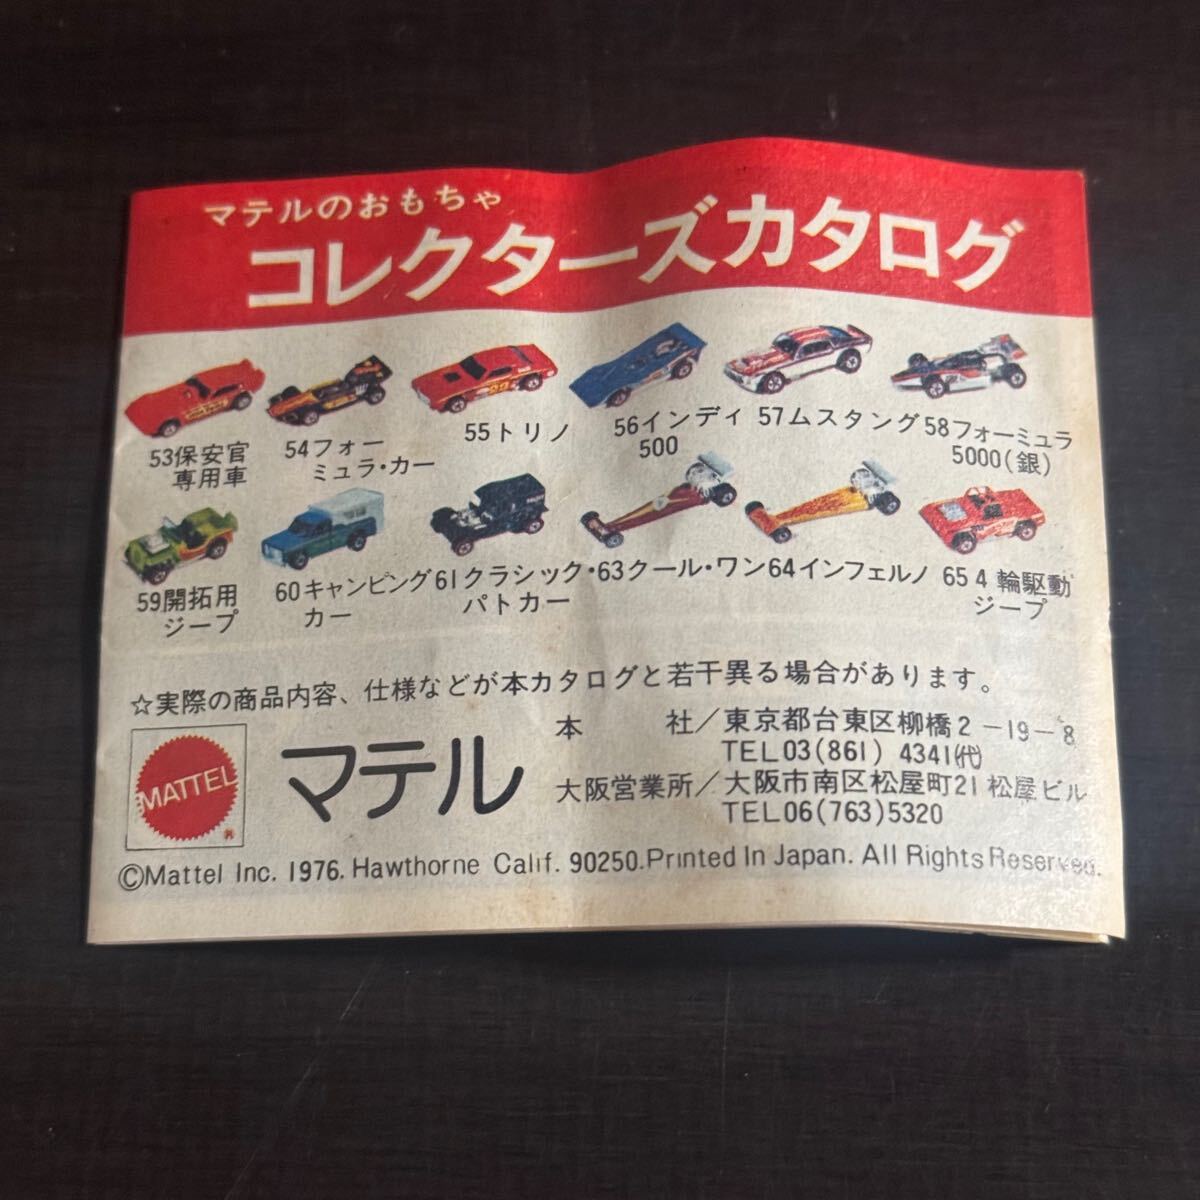 マテルのおもちゃ
コレクターズカタログ
53保安官
専用車
54フォー
ミュラ・カー
55トリノ
56インディ
500
57ムスタング
58フォーミュラ
5000(銀)
59開拓用
ジープ
60キャンピング
カー
61クラシック・
パトカー
63クール・ワン
64インフェルノ
65 4輪駆動
ジープ
☆実際の商品内容、仕様などが本カタログと若干異る場合があります。
MATTEL
®
マテル
本 社/東京都台東区柳橋2-19-8
TEL03(861)4341(代)
大阪営業所/大阪市南区松屋町21松屋ビル
TEL06(763)5320
©Mattel Inc. 1976. Hawthorne Calif. 90250. Printed In Japan. All Rights Reserved.